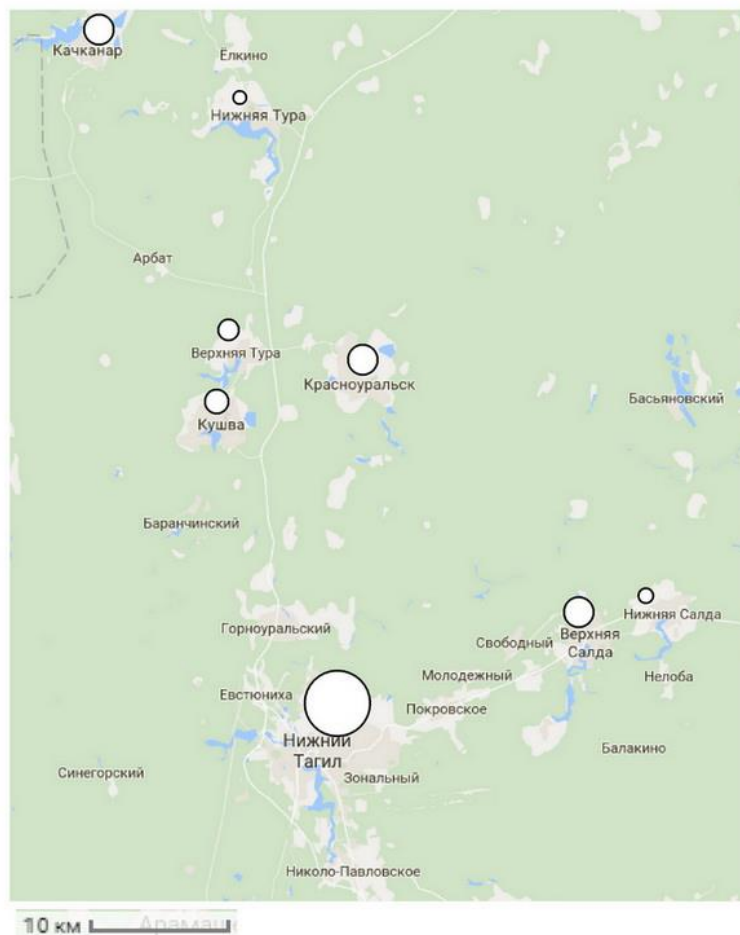 Качканар
Ёлкино
Нижняя Тура
Арбат
Верхняя Тура
Красноуральск
Басьяновский
Кушва
Баранчинский
Нижняя Салда
Горноуральский
Свободный
Верхняя
Салда
Молодежный
Нелоба
Евстюниха
Покровское
Нижний
Тагил
Балакино
Синегорский
Зональный
Николо-Павловское
10 км